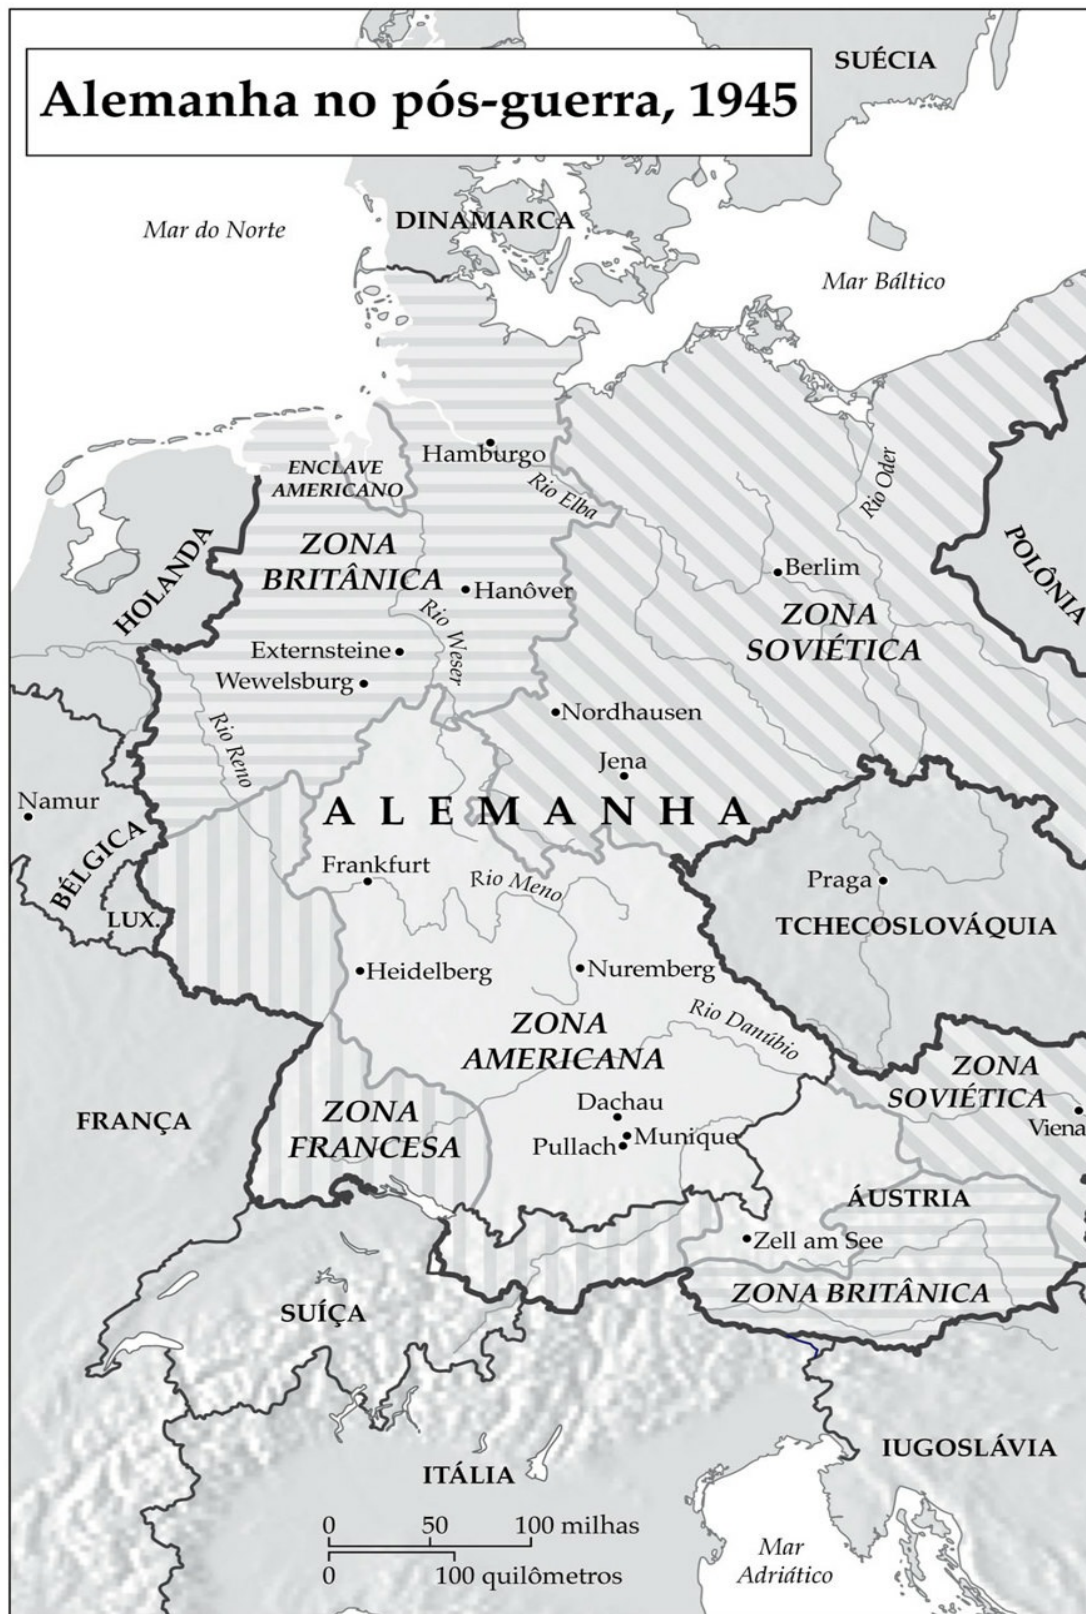 Alemanha no pós-guerra, 1945
SUÉCIA
Mar do Norte
DINAMARCA
Mar Báltico
Hamburgo
ENCLAVE
AMERICANO
Rio Elba
Rio Oder
HOLANDA
ZONA
BRITÂNICA
Hanôver
Berlim
POLÔNIA
ZONA
SOVIÉTICA
Rio Weser
Externsteine
Wewelsburg
Rio Reno
Nordhausen
Jena
Namur
ALEMANHA
BÉLGICA
Frankfurt
Rio Meno
Praga
LUX.
TCHECOSLOVÁQUIA
Heidelberg
Nuremberg
ZONA
AMERICANA
Rio Danúbio
ZONA
SOVIÉTICA
FRANÇA
ZONA
FRANCESA
Dachau
Munique
Pullach
Viena
ÁUSTRIA
Zell am See
ZONA BRITÂNICA
SUÍÇA
ITÁLIA
IUGOSLÁVIA
0 50 100 milhas
0 100 quilômetros
Mar
Adriático